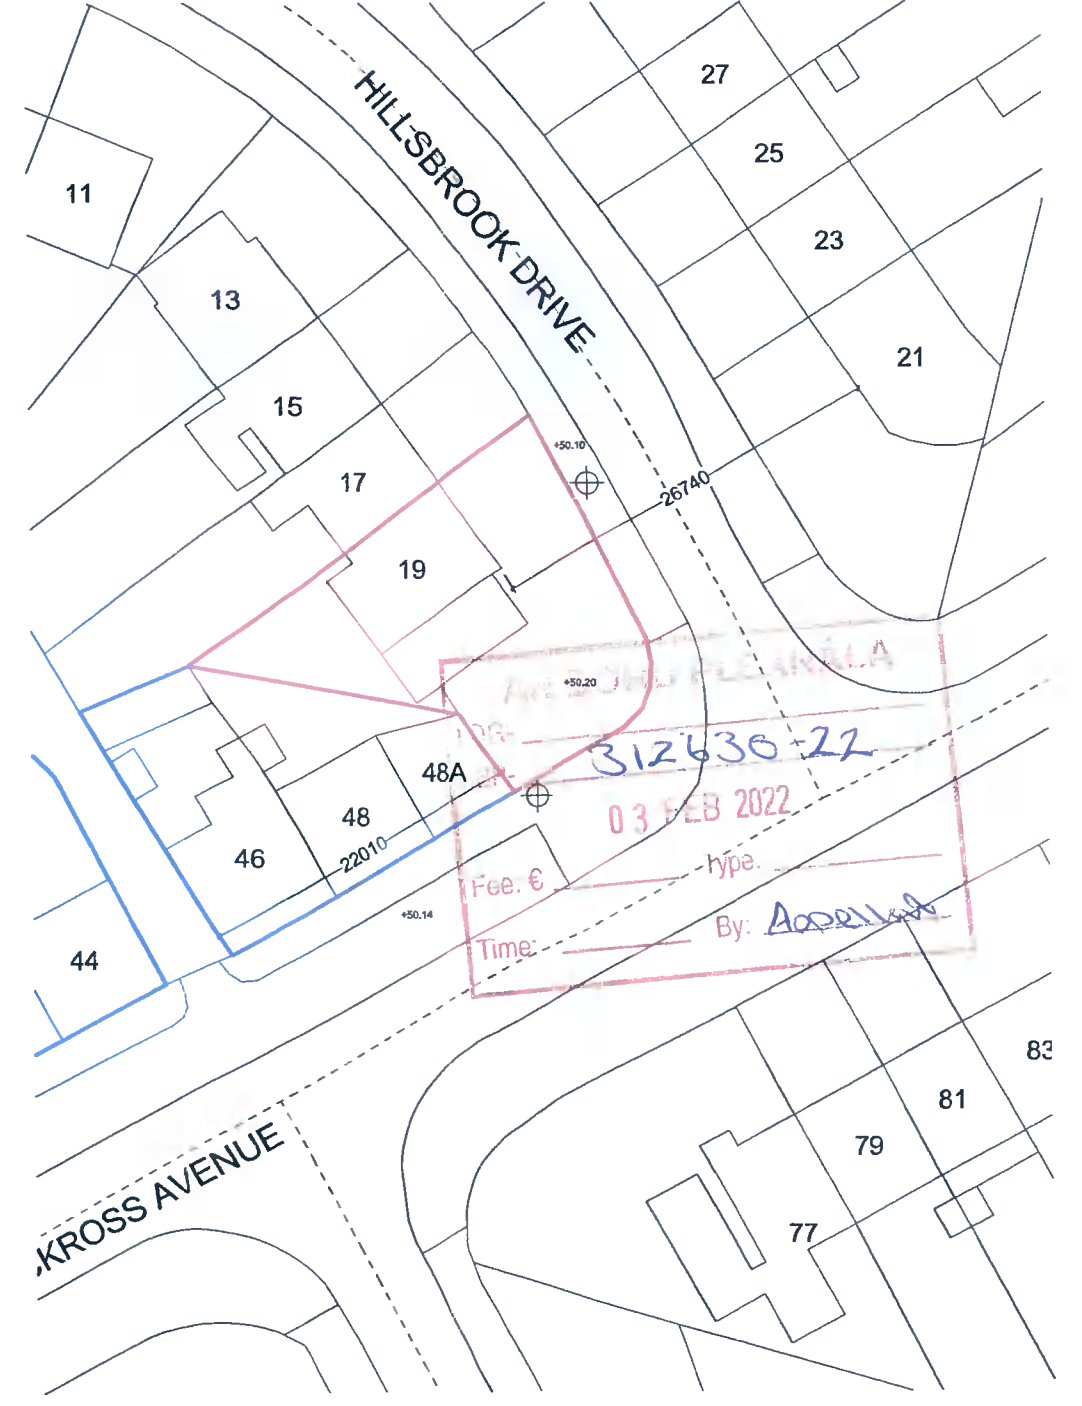 HILLSBROOK DRIVE
27
25
11
23
13
21
15
+50.10
17
26740
19
AN BORD PLEANÁLA
+50.20
312636-22
48A
03 FEB 2022
48
22010
46
Type:
Fee: €
+50.14
By: Appellant
Time:
44
83
81
KROSS AVENUE
79
77